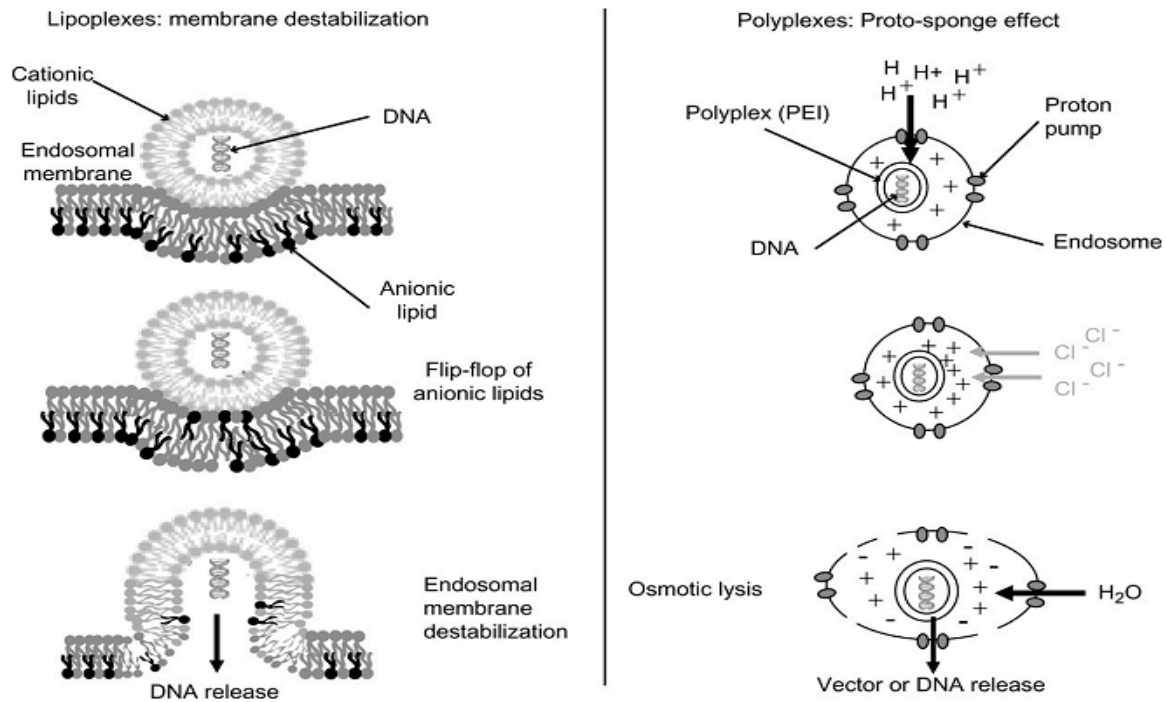 Lipoplexes: membrane destabilization
Cationic
lipids
DNA
Endosomal
membrane
Anionic
lipid
Flip-flop of
anionic lipids
Endosomal
membrane
destabilization
DNA release
Polyplexes: Proto-sponge effect
H H+ H+
H+ H+
Polyplex (PEI)
Proton
pump
+ + + + +
DNA
Endosome
Cl-
Cl-
Cl-
Cl-
+ + + + + + + + + +
Osmotic lysis
+ - + - + - + + - + -
H2O
Vector or DNA release